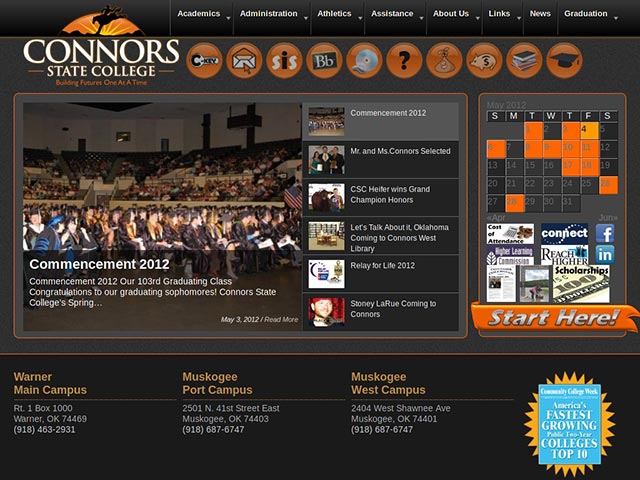 Academics
Administration
Athletics
Assistance
About Us
Links
News
Graduation
CONNORS
STATE COLLEGE
Building Futures One At A Time
C KEY
sis
Bb
?
Commencement 2012
Commencement 2012 Our 103rd Graduating Class
Congratulations to our graduating sophomores! Connors State
College's Spring…
May 3, 2012 / Read More
Commencement 2012
Mr. and Ms.Connors Selected
CSC Heifer wins Grand
Champion Honors
Let's Talk About it, Oklahoma
Coming to Connors West
Library
Relay for Life 2012
Stoney LaRue Coming to
Connors
May 2012
S M T W T F S
1 2 3 4 5
6 7 8 9 10 11 12
13 14 15 16 17 18 19
20 21 22 23 24 25 26
27 28 29 30 31
«Apr Jun»
Cost of
Attendance
connect
f
Higher Learning
Commission
REACH
HIGHER
in
Scholarships
100
Start Here!
Warner
Main Campus
Rt. 1 Box 1000
Warner, OK 74469
(918) 463-2931
Muskogee
Port Campus
2501 N. 41st Street East
Muskogee, OK 74403
(918) 687-6747
Muskogee
West Campus
2404 West Shawnee Ave
Muskogee, OK 74401
(918) 687-6747
Community College Week
America's
FASTEST
GROWING
Public Two-Year
COLLEGES
TOP 10